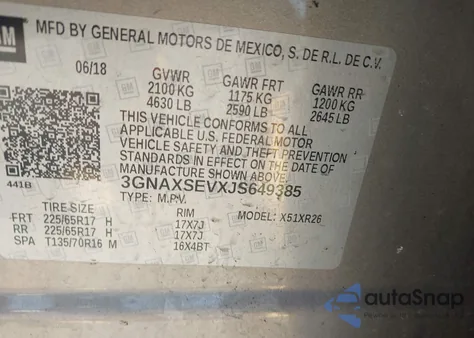 GM
MFD BY GENERAL MOTORS DE MEXICO, S. DE R.L. DE C.V.
06/18 GVWR GAWR FRT GAWR RR
2100 KG 1175 KG 1200 KG
4630 LB 2590 LB 2645 LB
THIS VEHICLE CONFORMS TO ALL
APPLICABLE U.S. FEDERAL MOTOR
VEHICLE SAFETY AND THEFT PREVENTION
STANDARDS IN EFFECT ON THE DATE OF
MANUFACTURE SHOWN ABOVE.
441B 3GNAXSEVXJS649385
TYPE: M.P.V. MODEL: X51XR26
TIRE SIZE RIM
FRT 225/65R17 H 17X7J
RR 225/65R17 H 17X7J
SPA T135/70R16 M 16X4BT
autoSnap